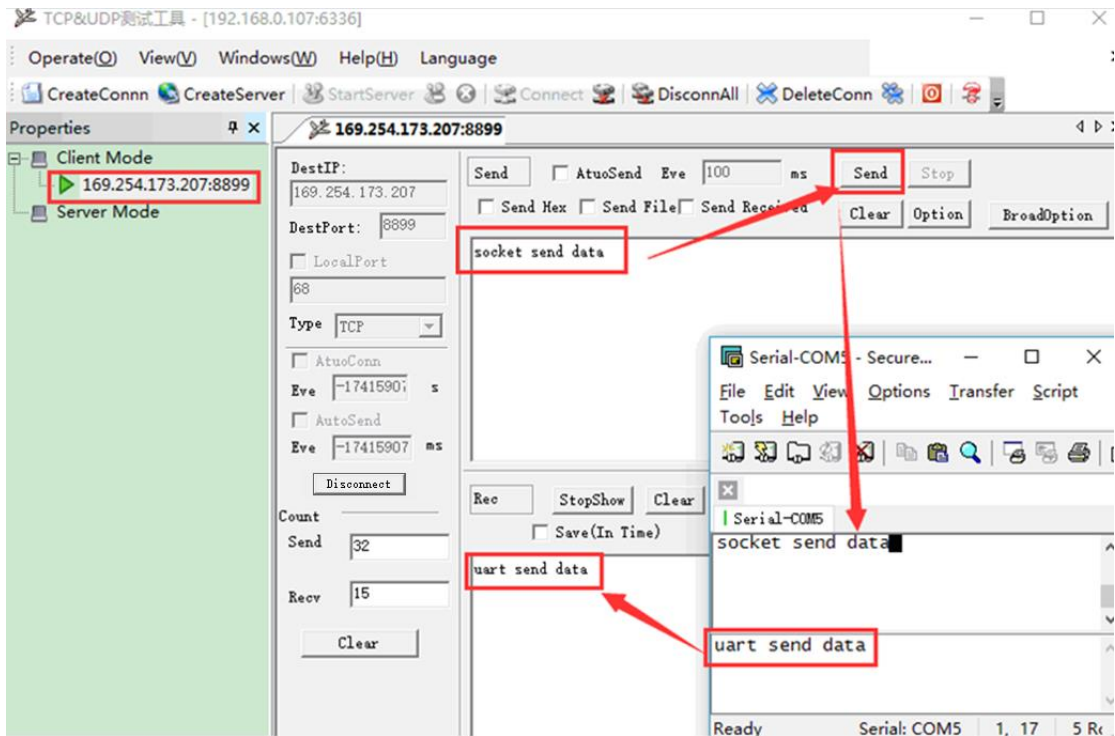 TCP&UDP测试工具 - [192.168.0.107:6336]
Operate(O) View(V) Windows(W) Help(H) Language
CreateConnn CreateServer StartServer Connect DisconnAll DeleteConn
Properties
Client Mode
169.254.173.207:8899
Server Mode
169.254.173.207:8899
DestIP:
169.254.173.207
DestPort: 8899
LocalPort
68
Type TCP
AtuoConn
Eve -17415907 s
AutoSend
Eve -17415907 ms
Disconnect
Count
Send 32
Recv 15
Clear
Send AtuoSend Eve 100 ms Send Stop
Send Hex Send File Send Received Clear Option BroadOption
socket send data
Rec StopShow Clear
Save(In Time)
uart send data
Serial-COM5 - Secure...
File Edit View Options Transfer Script
Tools Help
Serial-COM5
socket send data
uart send data
Ready Serial: COM5 1, 17 5 R